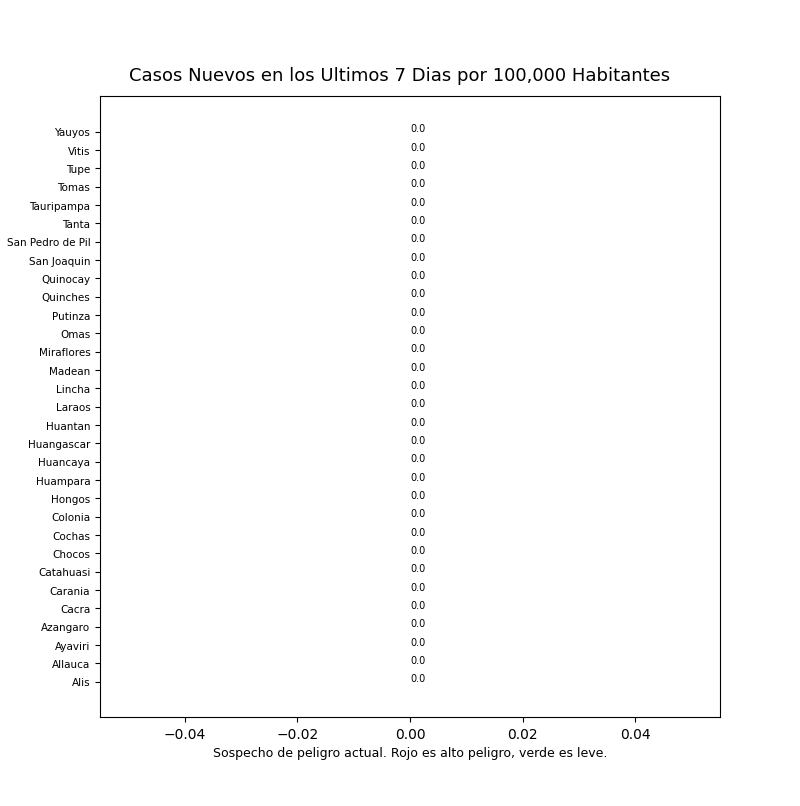 Casos Nuevos en los Ultimos 7 Dias por 100,000 Habitantes
Yauyos 0.0
Vitis 0.0
Tupe 0.0
Tomas 0.0
Tauripampa 0.0
Tanta 0.0
San Pedro de Pil 0.0
San Joaquin 0.0
Quinocay 0.0
Quinches 0.0
Putinza 0.0
Omas 0.0
Miraflores 0.0
Madean 0.0
Lincha 0.0
Laraos 0.0
Huantan 0.0
Huangascar 0.0
Huancaya 0.0
Huampara 0.0
Hongos 0.0
Colonia 0.0
Cochas 0.0
Chocos 0.0
Catahuasi 0.0
Carania 0.0
Cacra 0.0
Azangaro 0.0
Ayaviri 0.0
Allauca 0.0
Alis 0.0
−0.04 −0.02 0.00 0.02 0.04
Sospecho de peligro actual. Rojo es alto peligro, verde es leve.